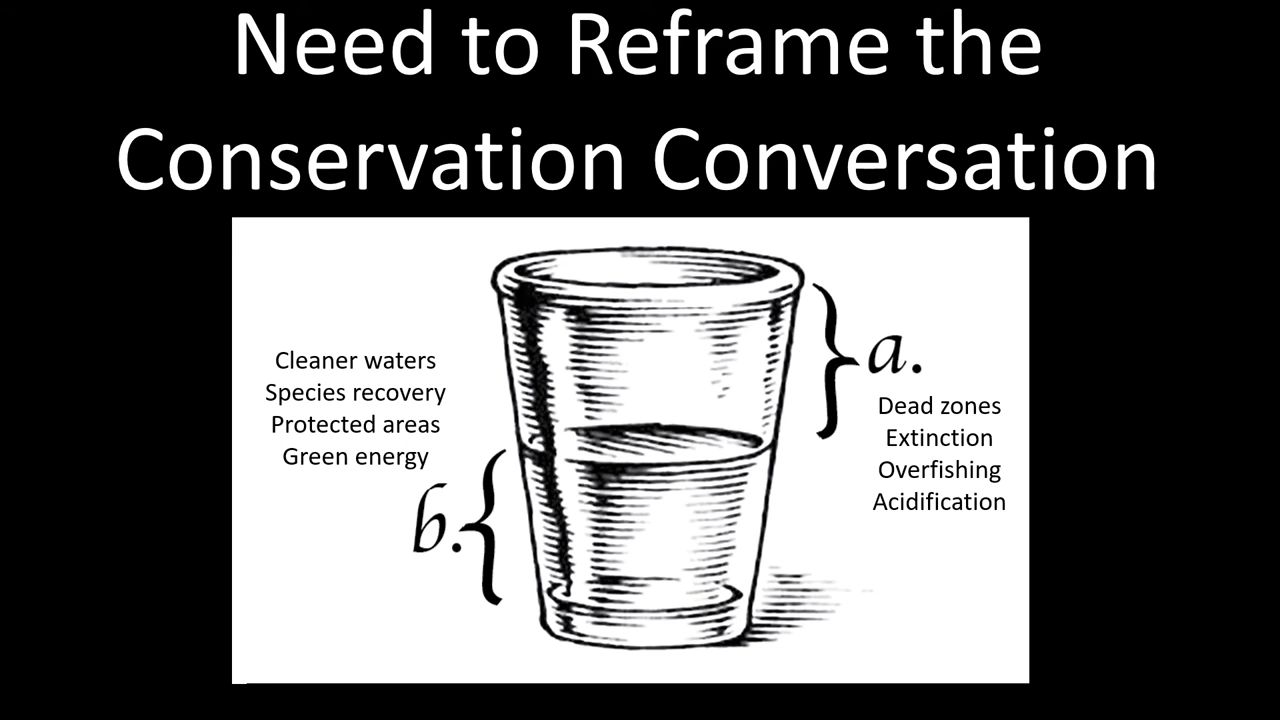 Need to Reframe the
Conservation Conversation
Cleaner waters
Species recovery
Protected areas
Green energy
b.
a.
Dead zones
Extinction
Overfishing
Acidification